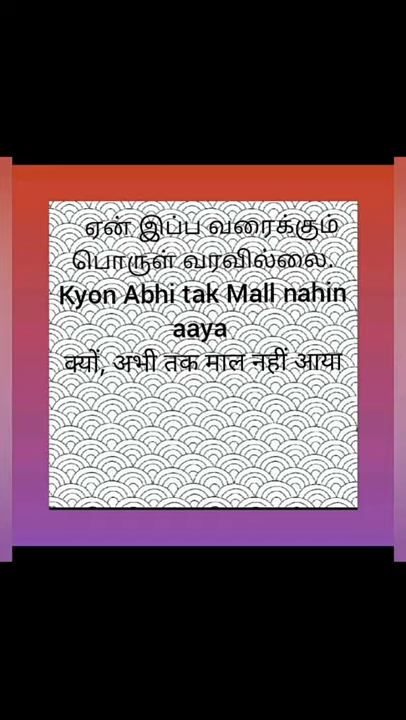 ஏன் இப்ப வரைக்கும்
பொருள் வரவில்லை.
Kyon Abhi tak Mall nahin
aaya
क्यों, अभी तक माल नहीं आया